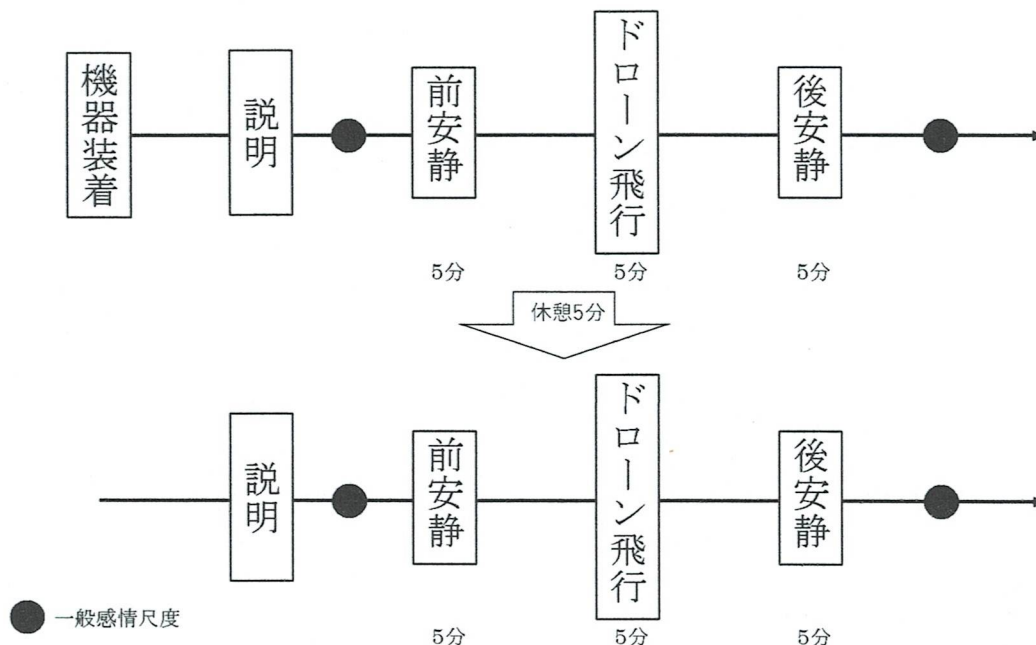 機器装着
説明
前安静
ドローン飛行
後安静
5分
5分
5分
休憩5分
説明
前安静
ドローン飛行
後安静
一般感情尺度
5分
5分
5分